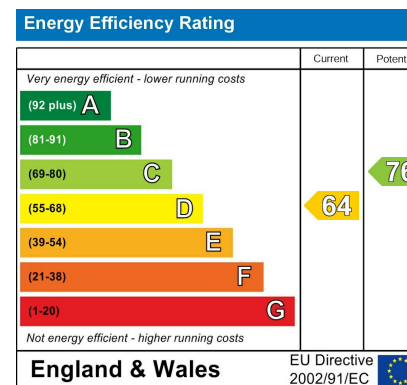 Energy Efficiency Rating
Current
Very energy efficient - lower running costs
(92 plus) A
(81-91) B
(69-80) C
76
(55-68) D
64
(39-54) E
(21-38) F
(1-20) G
Not energy efficient - higher running costs
England & Wales
EU Directive
2002/91/EC